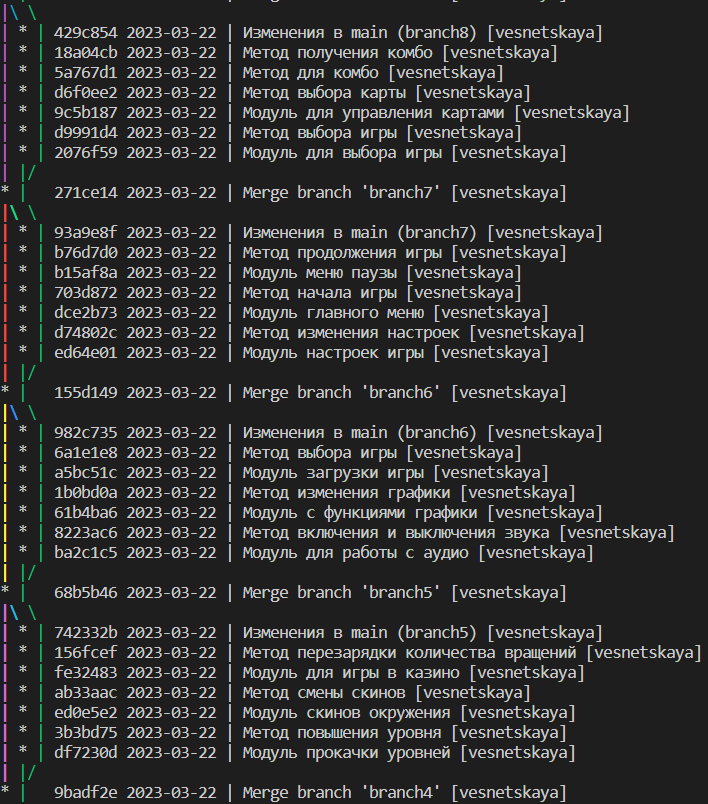 |\ \
| * | 429c854 2023-03-22 | Изменения в main (branch8) [vesnetskaya]
| * | 18a04cb 2023-03-22 | Метод получения комбо [vesnetskaya]
| * | 5a767d1 2023-03-22 | Метод для комбо [vesnetskaya]
| * | d6f0ee2 2023-03-22 | Метод выбора карты [vesnetskaya]
| * | 9c5b187 2023-03-22 | Модуль для управления картами [vesnetskaya]
| * | d9991d4 2023-03-22 | Метод выбора игры [vesnetskaya]
| * | 2076f59 2023-03-22 | Модуль для выбора игры [vesnetskaya]
| |/
* | 271ce14 2023-03-22 | Merge branch 'branch7' [vesnetskaya]
|\ \
| * | 93a9e8f 2023-03-22 | Изменения в main (branch7) [vesnetskaya]
| * | b76d7d0 2023-03-22 | Метод продолжения игры [vesnetskaya]
| * | b15af8a 2023-03-22 | Модуль меню паузы [vesnetskaya]
| * | 703d872 2023-03-22 | Метод начала игры [vesnetskaya]
| * | dce2b73 2023-03-22 | Модуль главного меню [vesnetskaya]
| * | d74802c 2023-03-22 | Метод изменения настроек [vesnetskaya]
| * | ed64e01 2023-03-22 | Модуль настроек игры [vesnetskaya]
| |/
* | 155d149 2023-03-22 | Merge branch 'branch6' [vesnetskaya]
|\ \
| * | 982c735 2023-03-22 | Изменения в main (branch6) [vesnetskaya]
| * | 6a1e1e8 2023-03-22 | Метод выбора игры [vesnetskaya]
| * | a5bc51c 2023-03-22 | Модуль загрузки игры [vesnetskaya]
| * | 1b0bd0a 2023-03-22 | Метод изменения графики [vesnetskaya]
| * | 61b4ba6 2023-03-22 | Модуль с функциями графики [vesnetskaya]
| * | 8223ac6 2023-03-22 | Метод включения и выключения звука [vesnetskaya]
| * | ba2c1c5 2023-03-22 | Модуль для работы с аудио [vesnetskaya]
| |/
* | 68b5b46 2023-03-22 | Merge branch 'branch5' [vesnetskaya]
|\ \
| * | 742332b 2023-03-22 | Изменения в main (branch5) [vesnetskaya]
| * | 156fcef 2023-03-22 | Метод перезарядки количества вращений [vesnetskaya]
| * | fe32483 2023-03-22 | Модуль для игры в казино [vesnetskaya]
| * | ab33aac 2023-03-22 | Метод смены скинов [vesnetskaya]
| * | ed0e5e2 2023-03-22 | Модуль скинов окружения [vesnetskaya]
| * | 3b3bd75 2023-03-22 | Метод повышения уровня [vesnetskaya]
| * | df7230d 2023-03-22 | Модуль прокачки уровней [vesnetskaya]
| |/
* | 9badf2e 2023-03-22 | Merge branch 'branch4' [vesnetskaya]